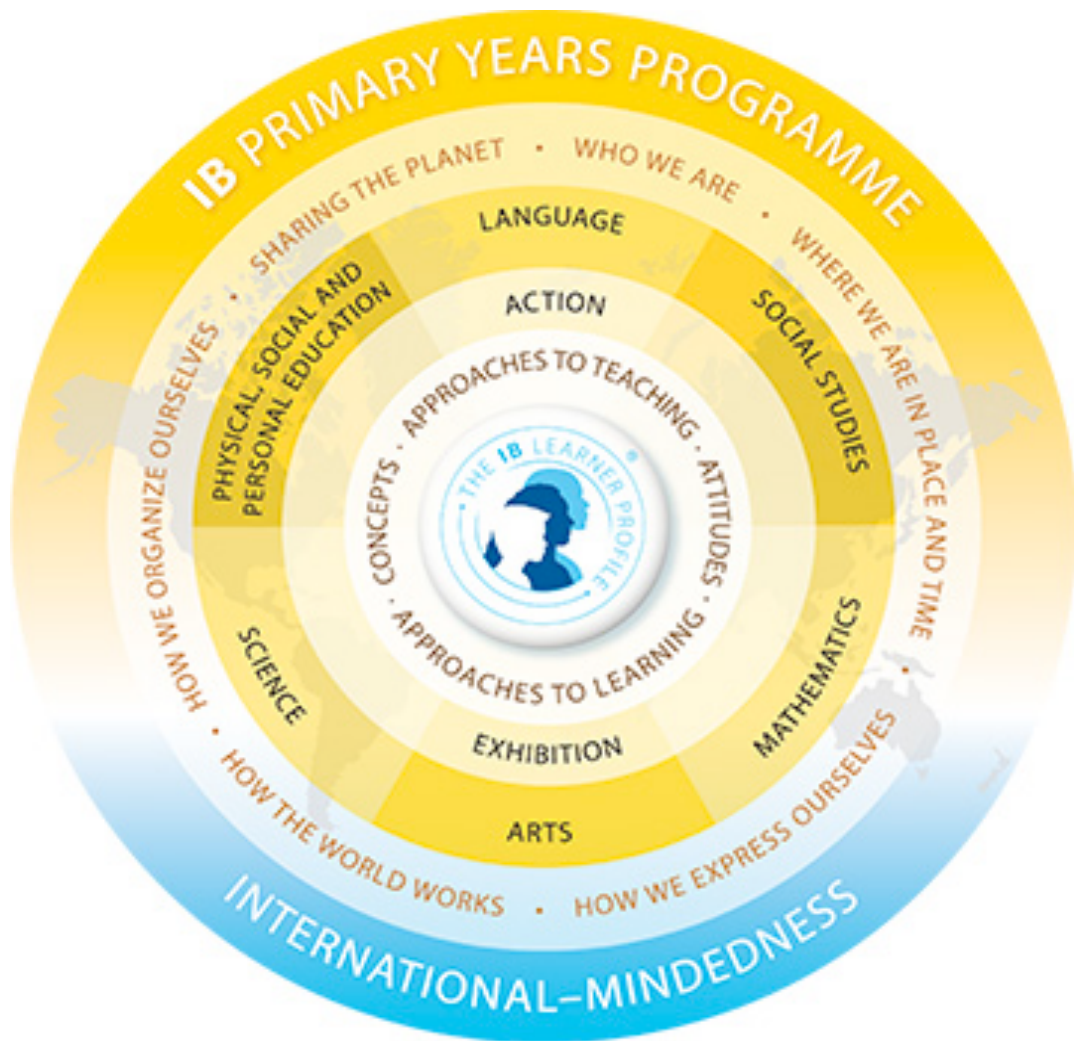 IB PRIMARY YEARS PROGRAMME
SHARING THE PLANET • WHO WE ARE • WHERE WE ARE IN PLACE AND TIME • HOW WE EXPRESS OURSELVES • HOW THE WORLD WORKS • HOW WE ORGANIZE OURSELVES •
LANGUAGE
SOCIAL STUDIES
MATHEMATICS
ARTS
SCIENCE
PHYSICAL, SOCIAL AND
PERSONAL EDUCATION
ACTION
EXHIBITION
APPROACHES TO TEACHING · ATTITUDES · APPROACHES TO LEARNING · CONCEPTS ·
• THE IB LEARNER PROFILE • ®
INTERNATIONAL–MINDEDNESS